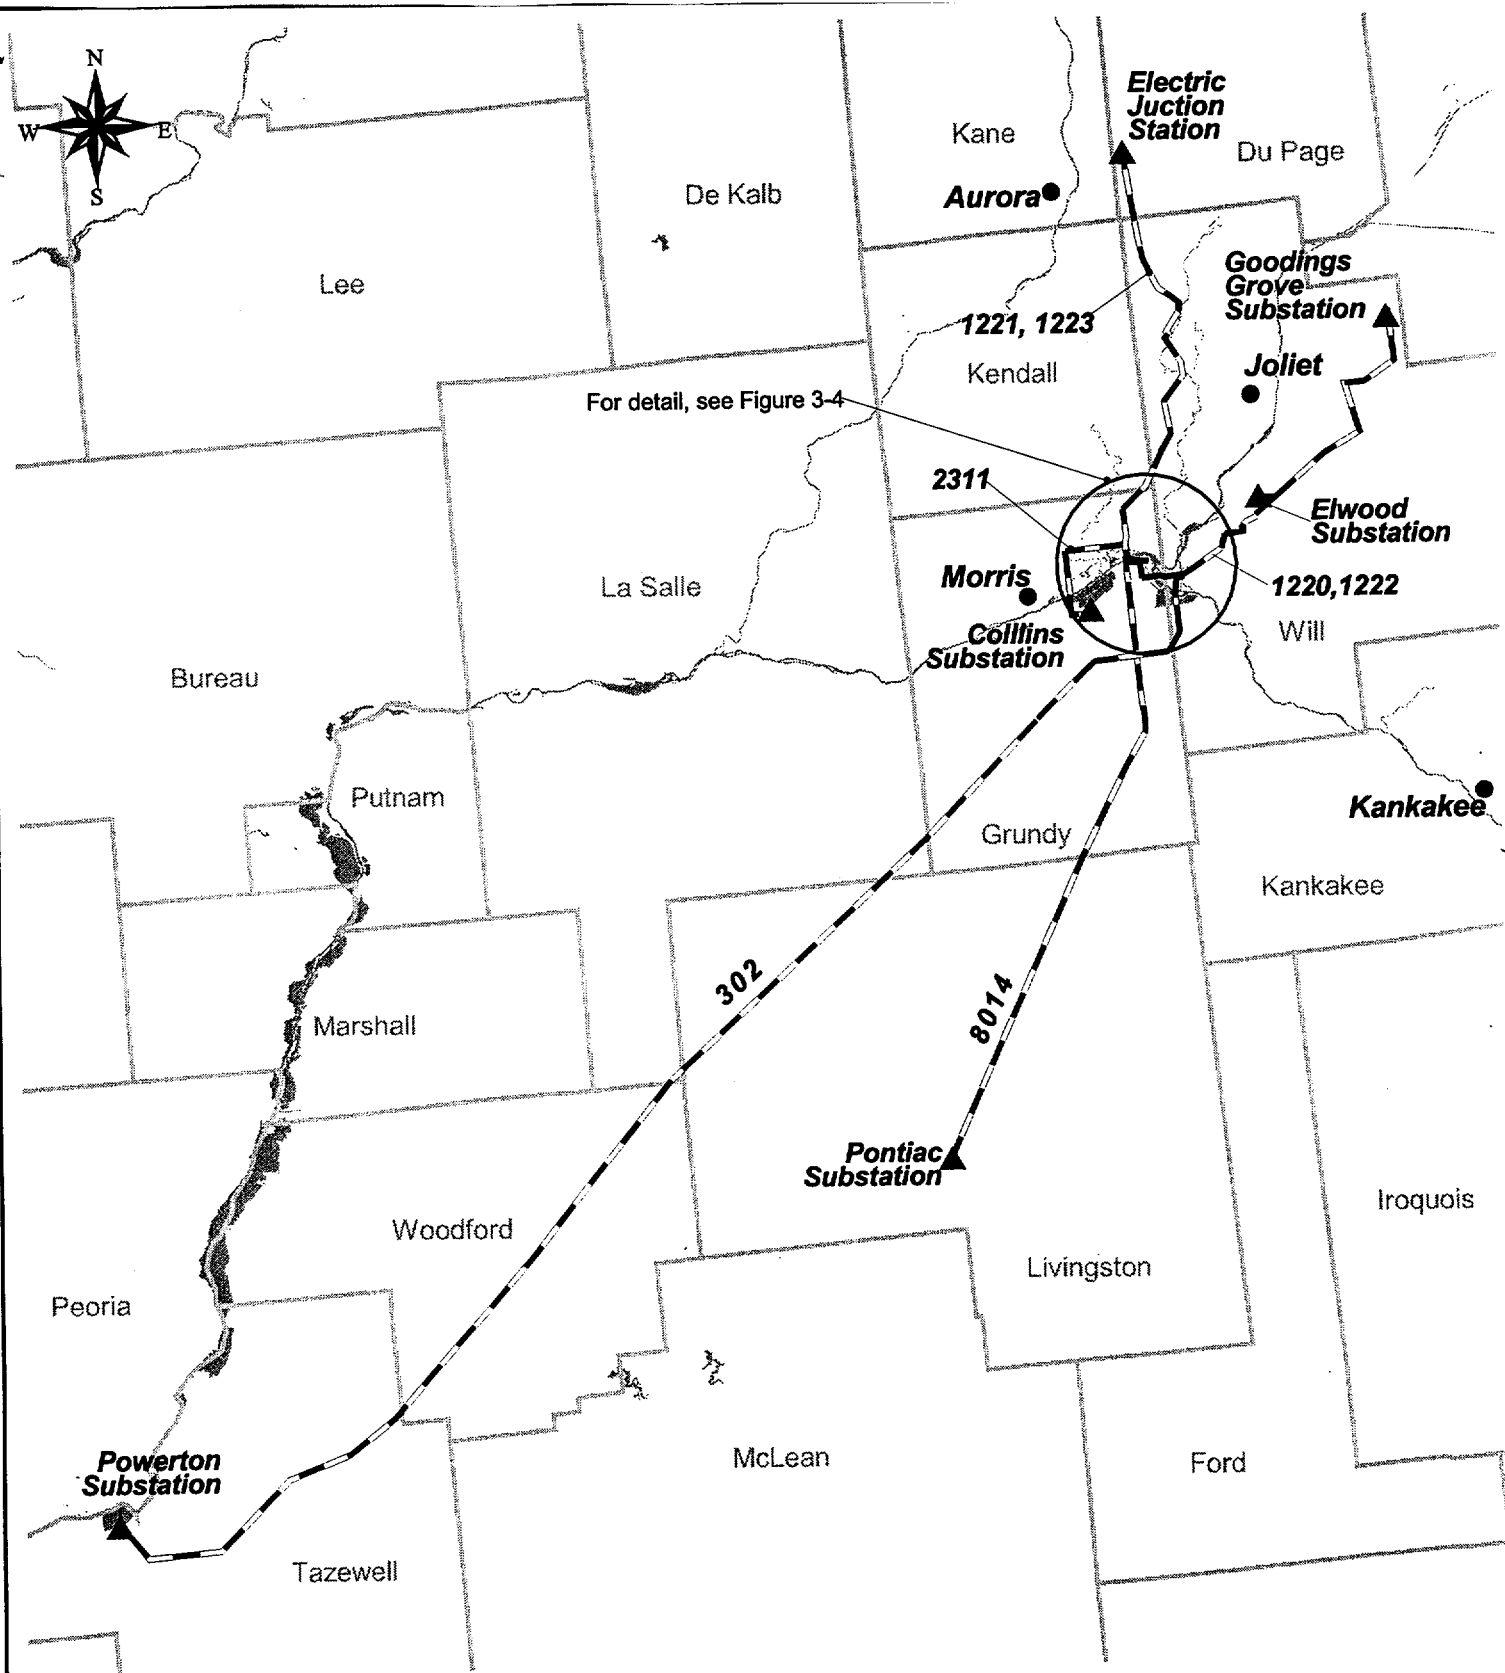 N
W
E
S
Electric
Juction
Station
Kane
Du Page
De Kalb
Aurora
Lee
Goodings
Grove
Substation
1221, 1223
Joliet
Kendall
For detail, see Figure 3-4
2311
Elwood
Substation
Morris
La Salle
1220,1222
Colllins
Substation
Will
Bureau
Putnam
Kankakee
Grundy
Kankakee
302
8014
Marshall
Pontiac
Substation
Iroquois
Woodford
Livingston
Peoria
Powerton
Substation
McLean
Ford
Tazewell